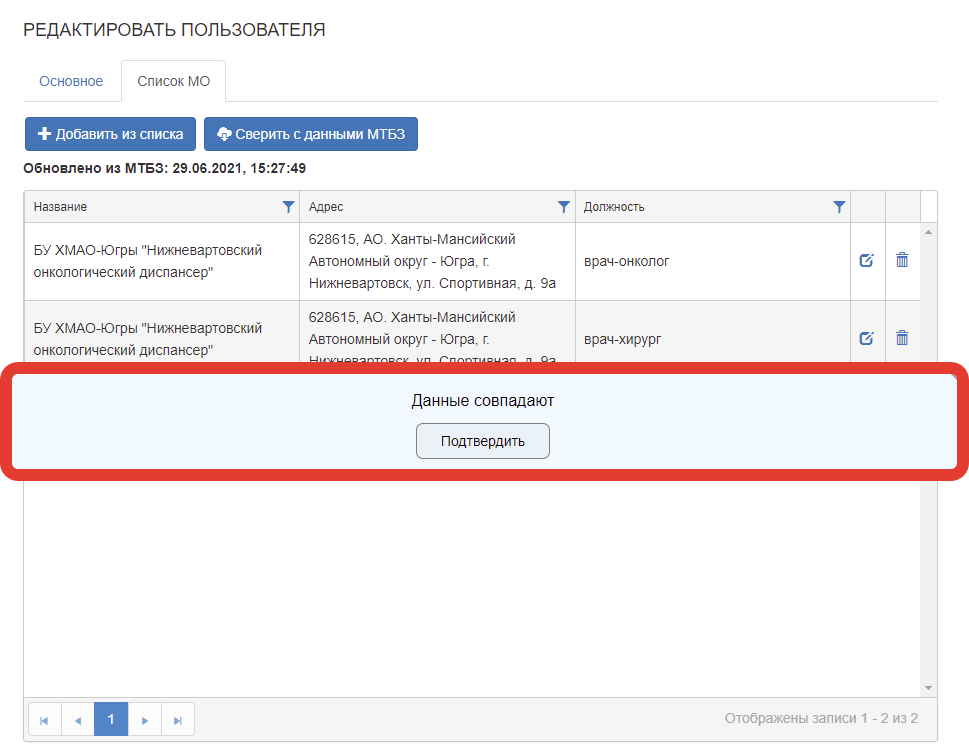 РЕДАКТИРОВАТЬ ПОЛЬЗОВАТЕЛЯ
Основное Список МО
Добавить из списка Сверить с данными МТБЗ
Обновлено из МТБЗ: 29.06.2021, 15:27:49
Название Адрес Должность
БУ ХМАО-Югры "Нижневартовский
онкологический диспансер"
628615, АО. Ханты-Мансийский
Автономный округ - Югра, г.
Нижневартовск, ул. Спортивная, д. 9а
врач-онколог
БУ ХМАО-Югры "Нижневартовский
онкологический диспансер"
628615, АО. Ханты-Мансийский
Автономный округ - Югра, г.
Нижневартовск, ул. Спортивная, д. 9а
врач-хирург
Данные совпадают
Подтвердить
1
Отображены записи 1 - 2 из 2